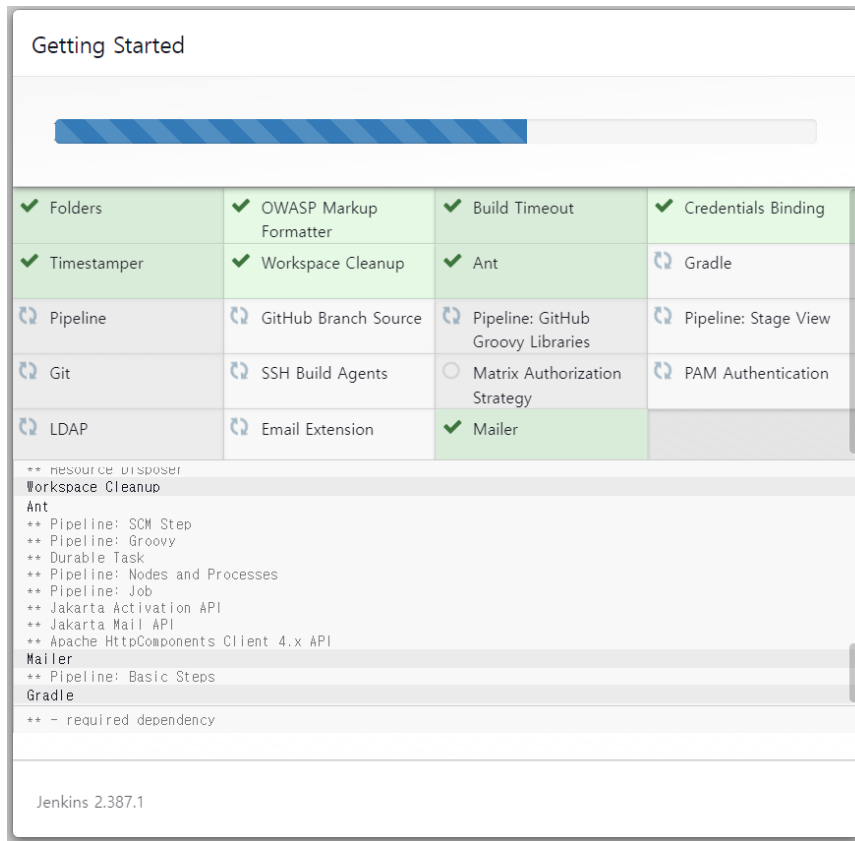 Getting Started
Folders
OWASP Markup
Formatter
Build Timeout
Credentials Binding
Timestamper
Workspace Cleanup
Ant
Gradle
Pipeline
GitHub Branch Source
Pipeline: GitHub
Groovy Libraries
Pipeline: Stage View
Git
SSH Build Agents
Matrix Authorization
Strategy
PAM Authentication
LDAP
Email Extension
Mailer
** Resource Disposer
Workspace Cleanup
Ant
** Pipeline: SCM Step
** Pipeline: Groovy
** Durable Task
** Pipeline: Nodes and Processes
** Pipeline: Job
** Jakarta Activation API
** Jakarta Mail API
** Apache HttpComponents Client 4.x API
Mailer
** Pipeline: Basic Steps
Gradle
** - required dependency
Jenkins 2.387.1